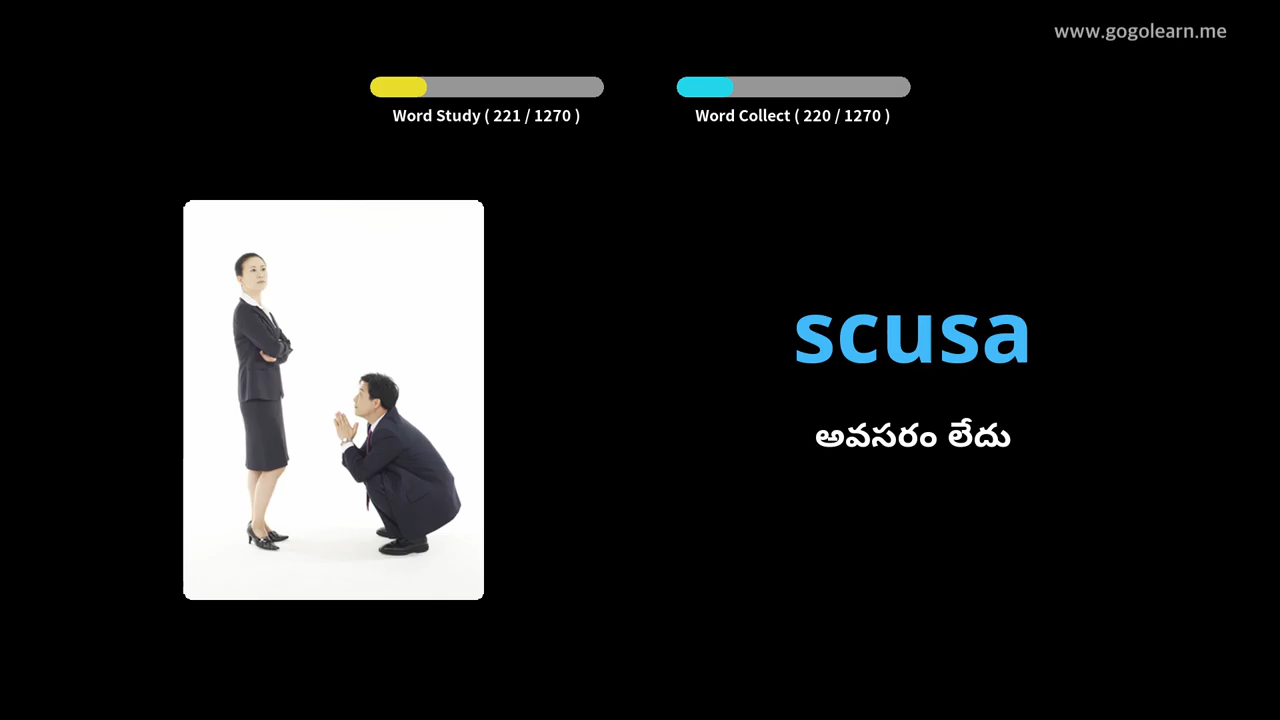 www.gogolearn.me
Word Study ( 221 / 1270 )
Word Collect ( 220 / 1270 )
scusa
అవసరం లేదు